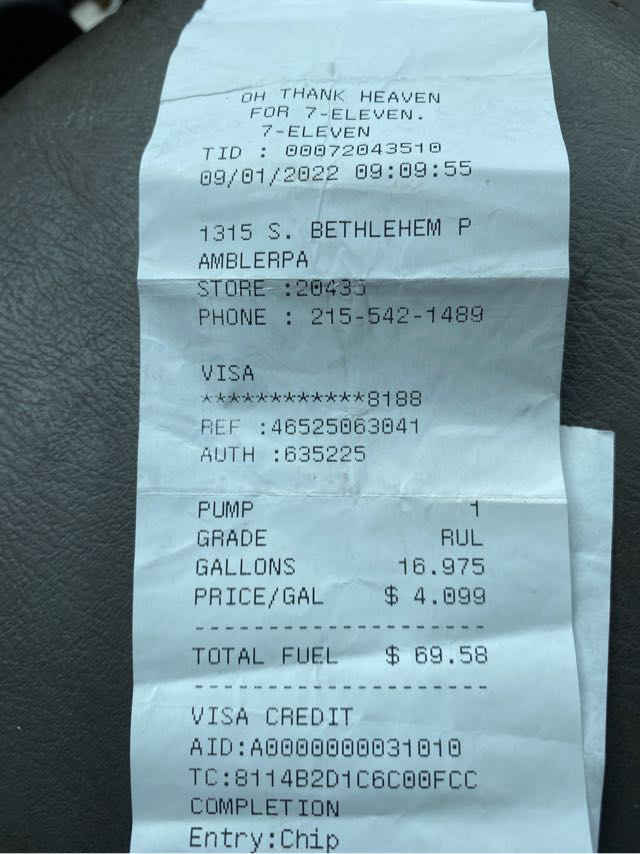 OH THANK HEAVEN
FOR 7-ELEVEN.
7-ELEVEN
TID : 00072043510
09/01/2022 09:09:55
1315 S. BETHLEHEM P
AMBLERPA
STORE :20435
PHONE : 215-542-1489
VISA
************8188
REF :46525063041
AUTH :635225
PUMP 1
GRADE RUL
GALLONS 16.975
PRICE/GAL $ 4.099
--------------------
TOTAL FUEL $ 69.58
--------------------
VISA CREDIT
AID:A0000000031010
TC:8114B2D1C6C00FCC
COMPLETION
Entry:Chip